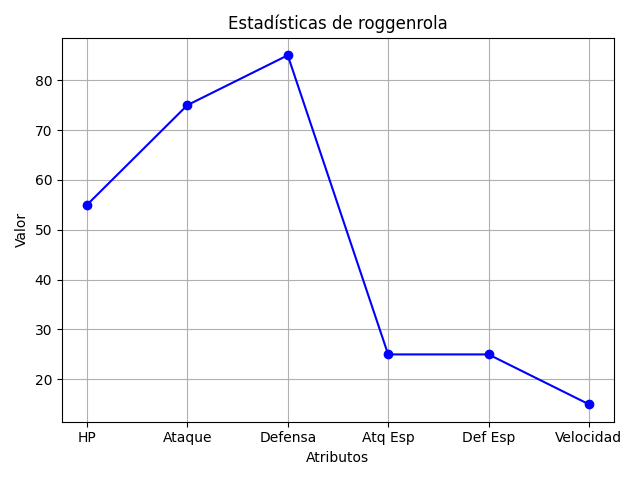 Estadísticas de roggenrola
Valor
80
70
60
50
40
30
20
HP Ataque Defensa Atq Esp Def Esp Velocidad
Atributos